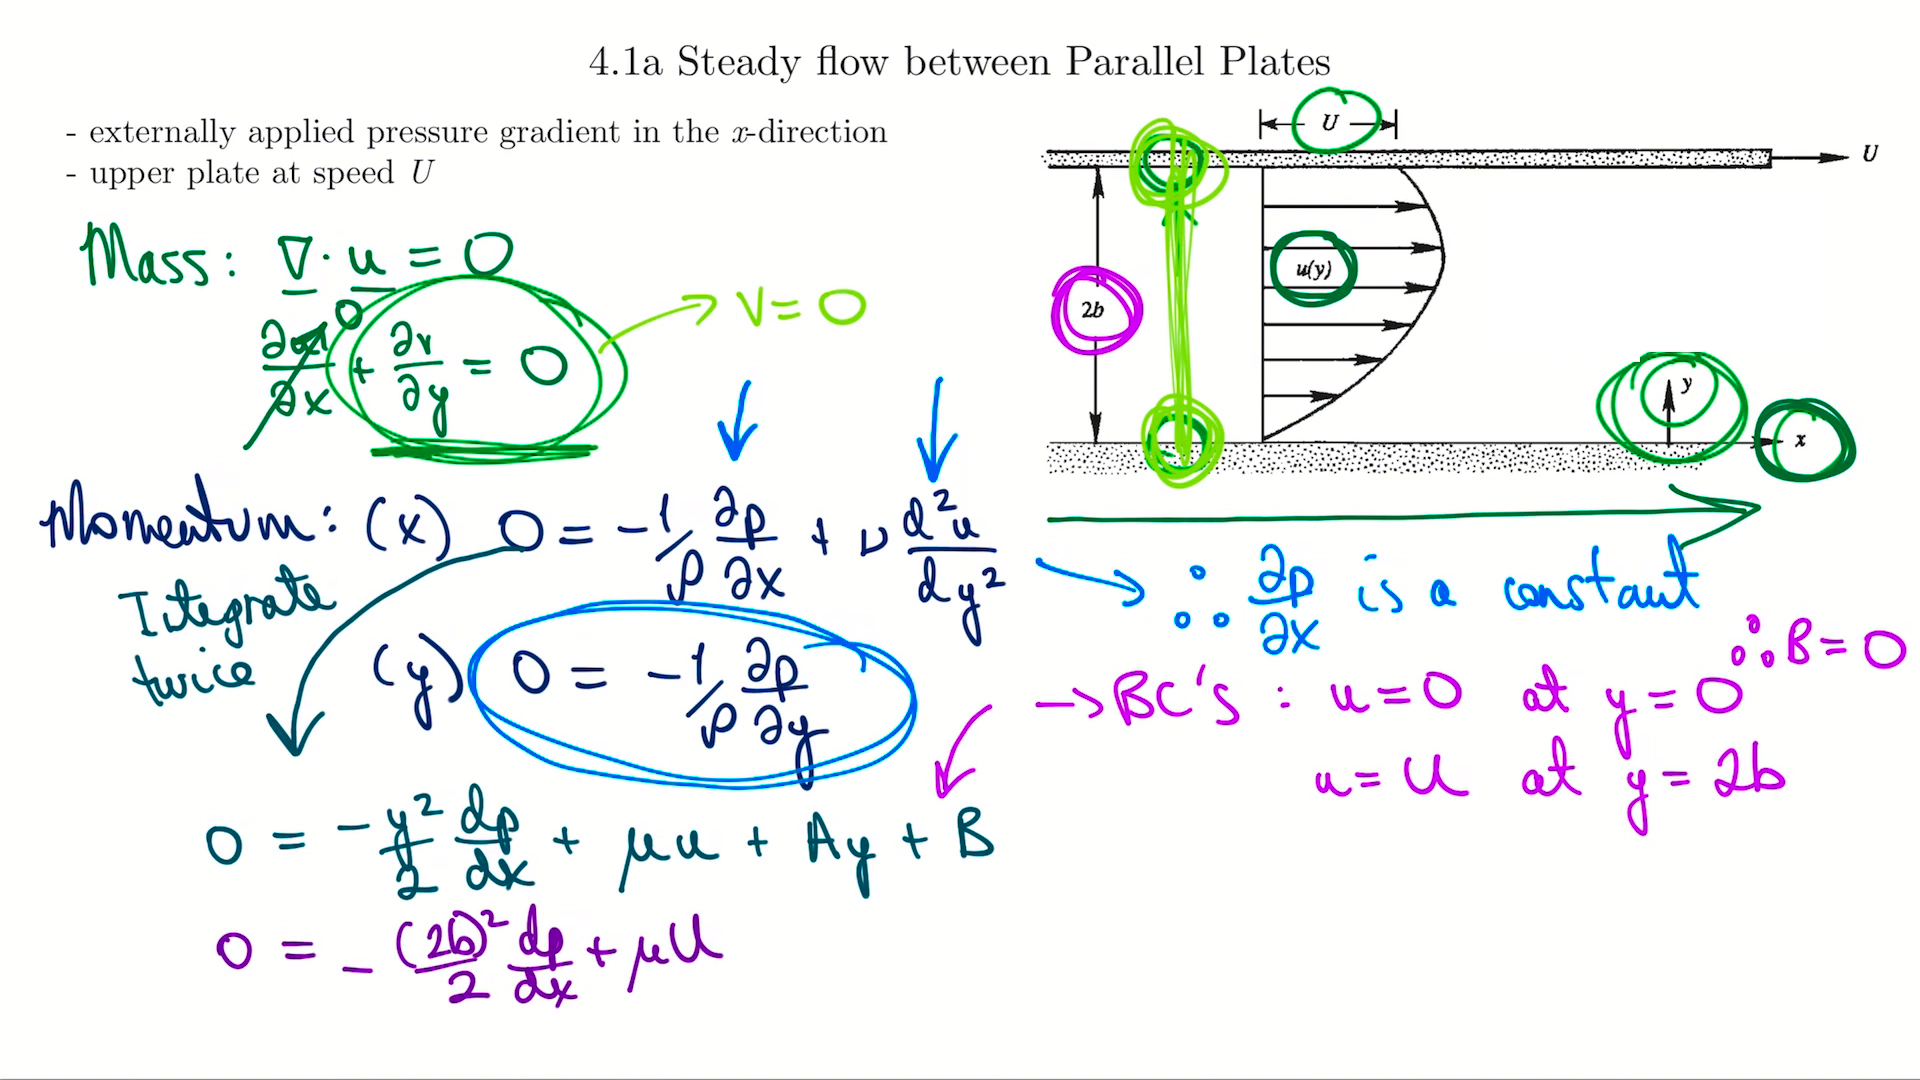 4.1a Steady flow between Parallel Plates
- externally applied pressure gradient in the x-direction
- upper plate at speed U
Mass: ∇ · u = 0
∂u/∂x 0 + ∂v/∂y = 0
v = 0
U
U
2b
u(y)
y
x
Momentum: (x) 0 = -1/ρ ∂p/∂x + ν d²u/dy²
∴ ∂p/∂x is a constant
Integrate
twice
(y) 0 = -1/ρ ∂p/∂y
→ BC's : u = 0 at y = 0 ∴ B = 0
u = U at y = 2b
0 = - y²/2 dp/dx + μu + Ay + B
0 = - (2b)²/2 dp/dx + μU